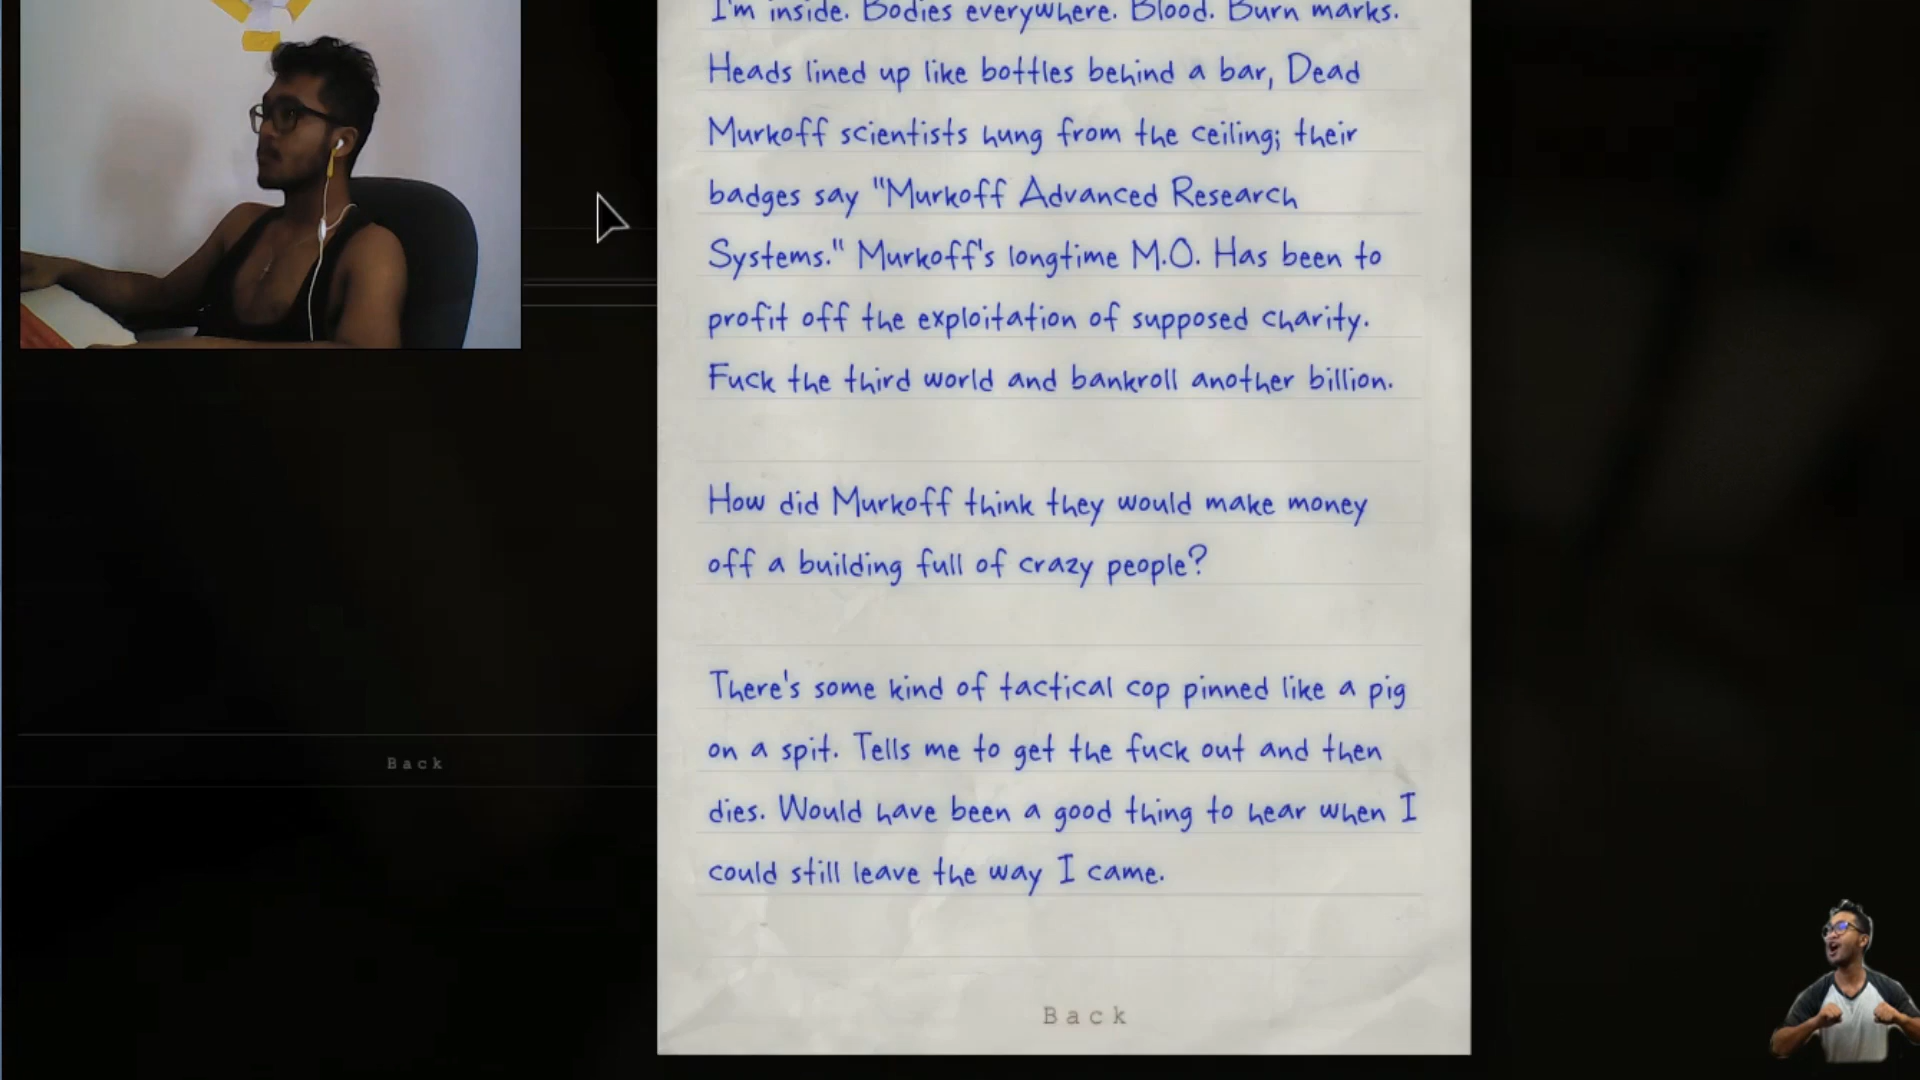 I'm inside. Bodies everywhere. Blood. Burn marks.
Heads lined up like bottles behind a bar, Dead
Murkoff scientists hung from the ceiling; their
badges say "Murkoff Advanced Research
Systems." Murkoff's longtime M.O. Has been to
profit off the exploitation of supposed charity.
Fuck the third world and bankroll another billion.
How did Murkoff think they would make money
off a building full of crazy people?
There's some kind of tactical cop pinned like a pig
on a spit. Tells me to get the fuck out and then
dies. Would have been a good thing to hear when I
could still leave the way I came.
Back
Back